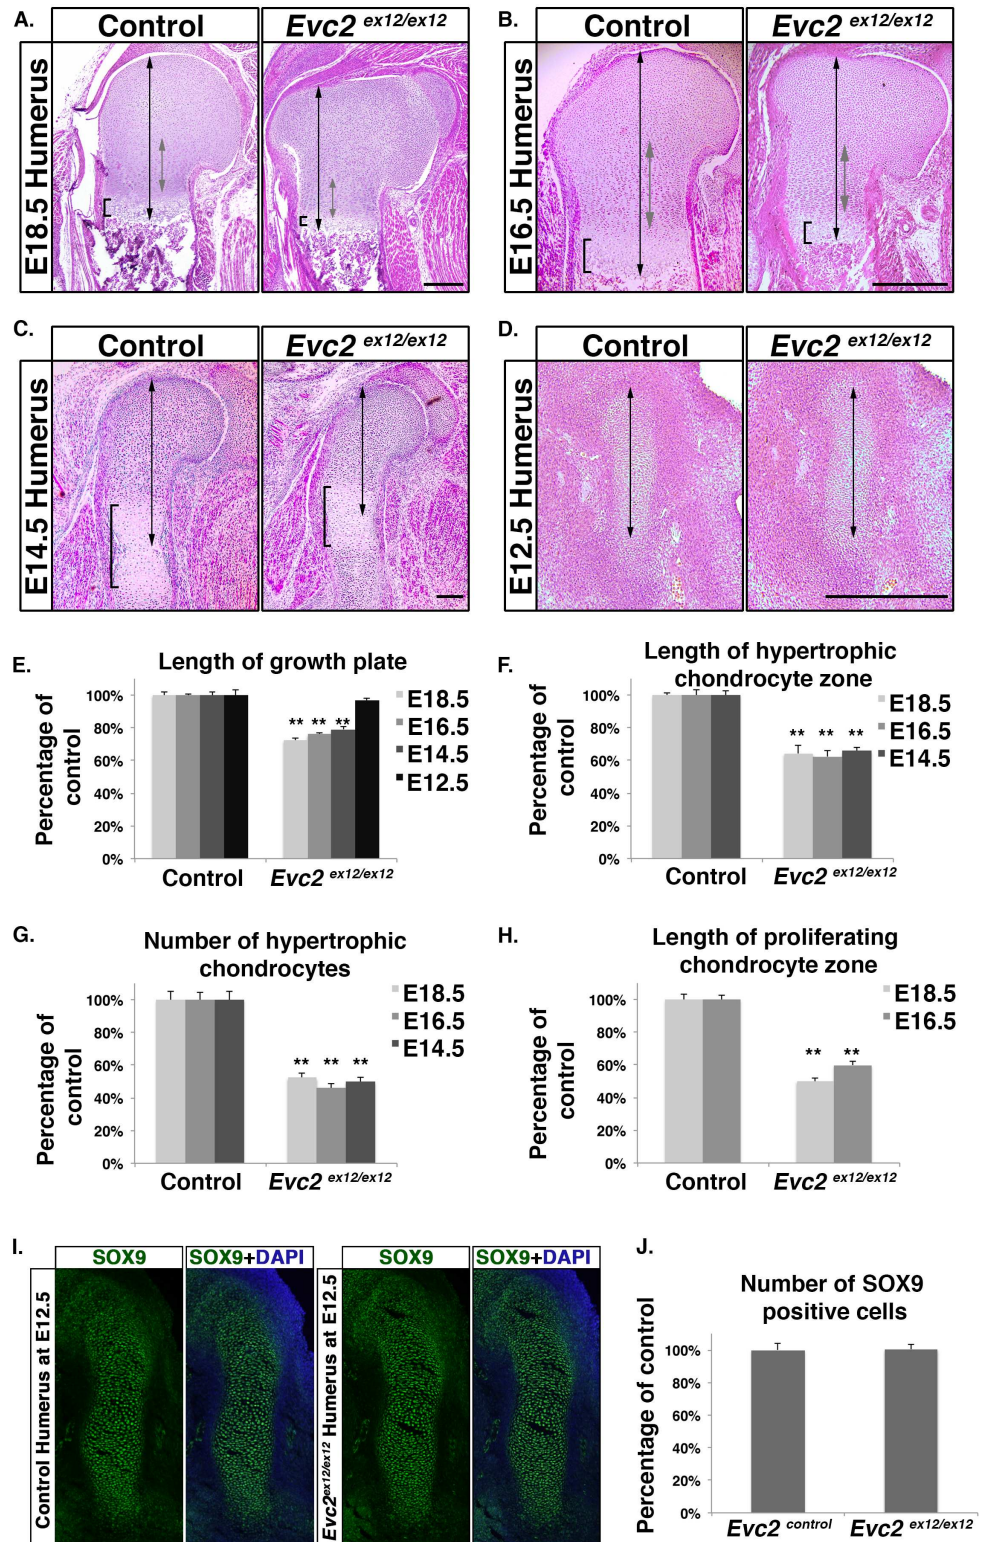 A.
Control
Evc2 ex12/ex12
E18.5 Humerus
B.
Control
Evc2 ex12/ex12
E16.5 Humerus
C.
Control
Evc2 ex12/ex12
E14.5 Humerus
D.
Control
Evc2 ex12/ex12
E12.5 Humerus
E.
Length of growth plate
Percentage of
control
100%
80%
60%
40%
20%
0%
** ** **
E18.5
E16.5
E14.5
E12.5
Control
Evc2 ex12/ex12
F.
Length of hypertrophic
chondrocyte zone
Percentage of
control
100%
80%
60%
40%
20%
0%
** ** **
E18.5
E16.5
E14.5
Control
Evc2 ex12/ex12
G.
Number of hypertrophic
chondrocytes
Percentage of
control
100%
80%
60%
40%
20%
0%
** ** **
E18.5
E16.5
E14.5
Control
Evc2 ex12/ex12
H.
Length of proliferating
chondrocyte zone
Percentage of
control
100%
80%
60%
40%
20%
0%
** **
E18.5
E16.5
Control
Evc2 ex12/ex12
I.
SOX9
SOX9+DAPI
Control Humerus at E12.5
SOX9
SOX9+DAPI
Evc2ex12/ex12 Humerus at E12.5
J.
Number of SOX9
positive cells
Percentage of control
100%
80%
60%
40%
20%
0%
Evc2 control
Evc2 ex12/ex12